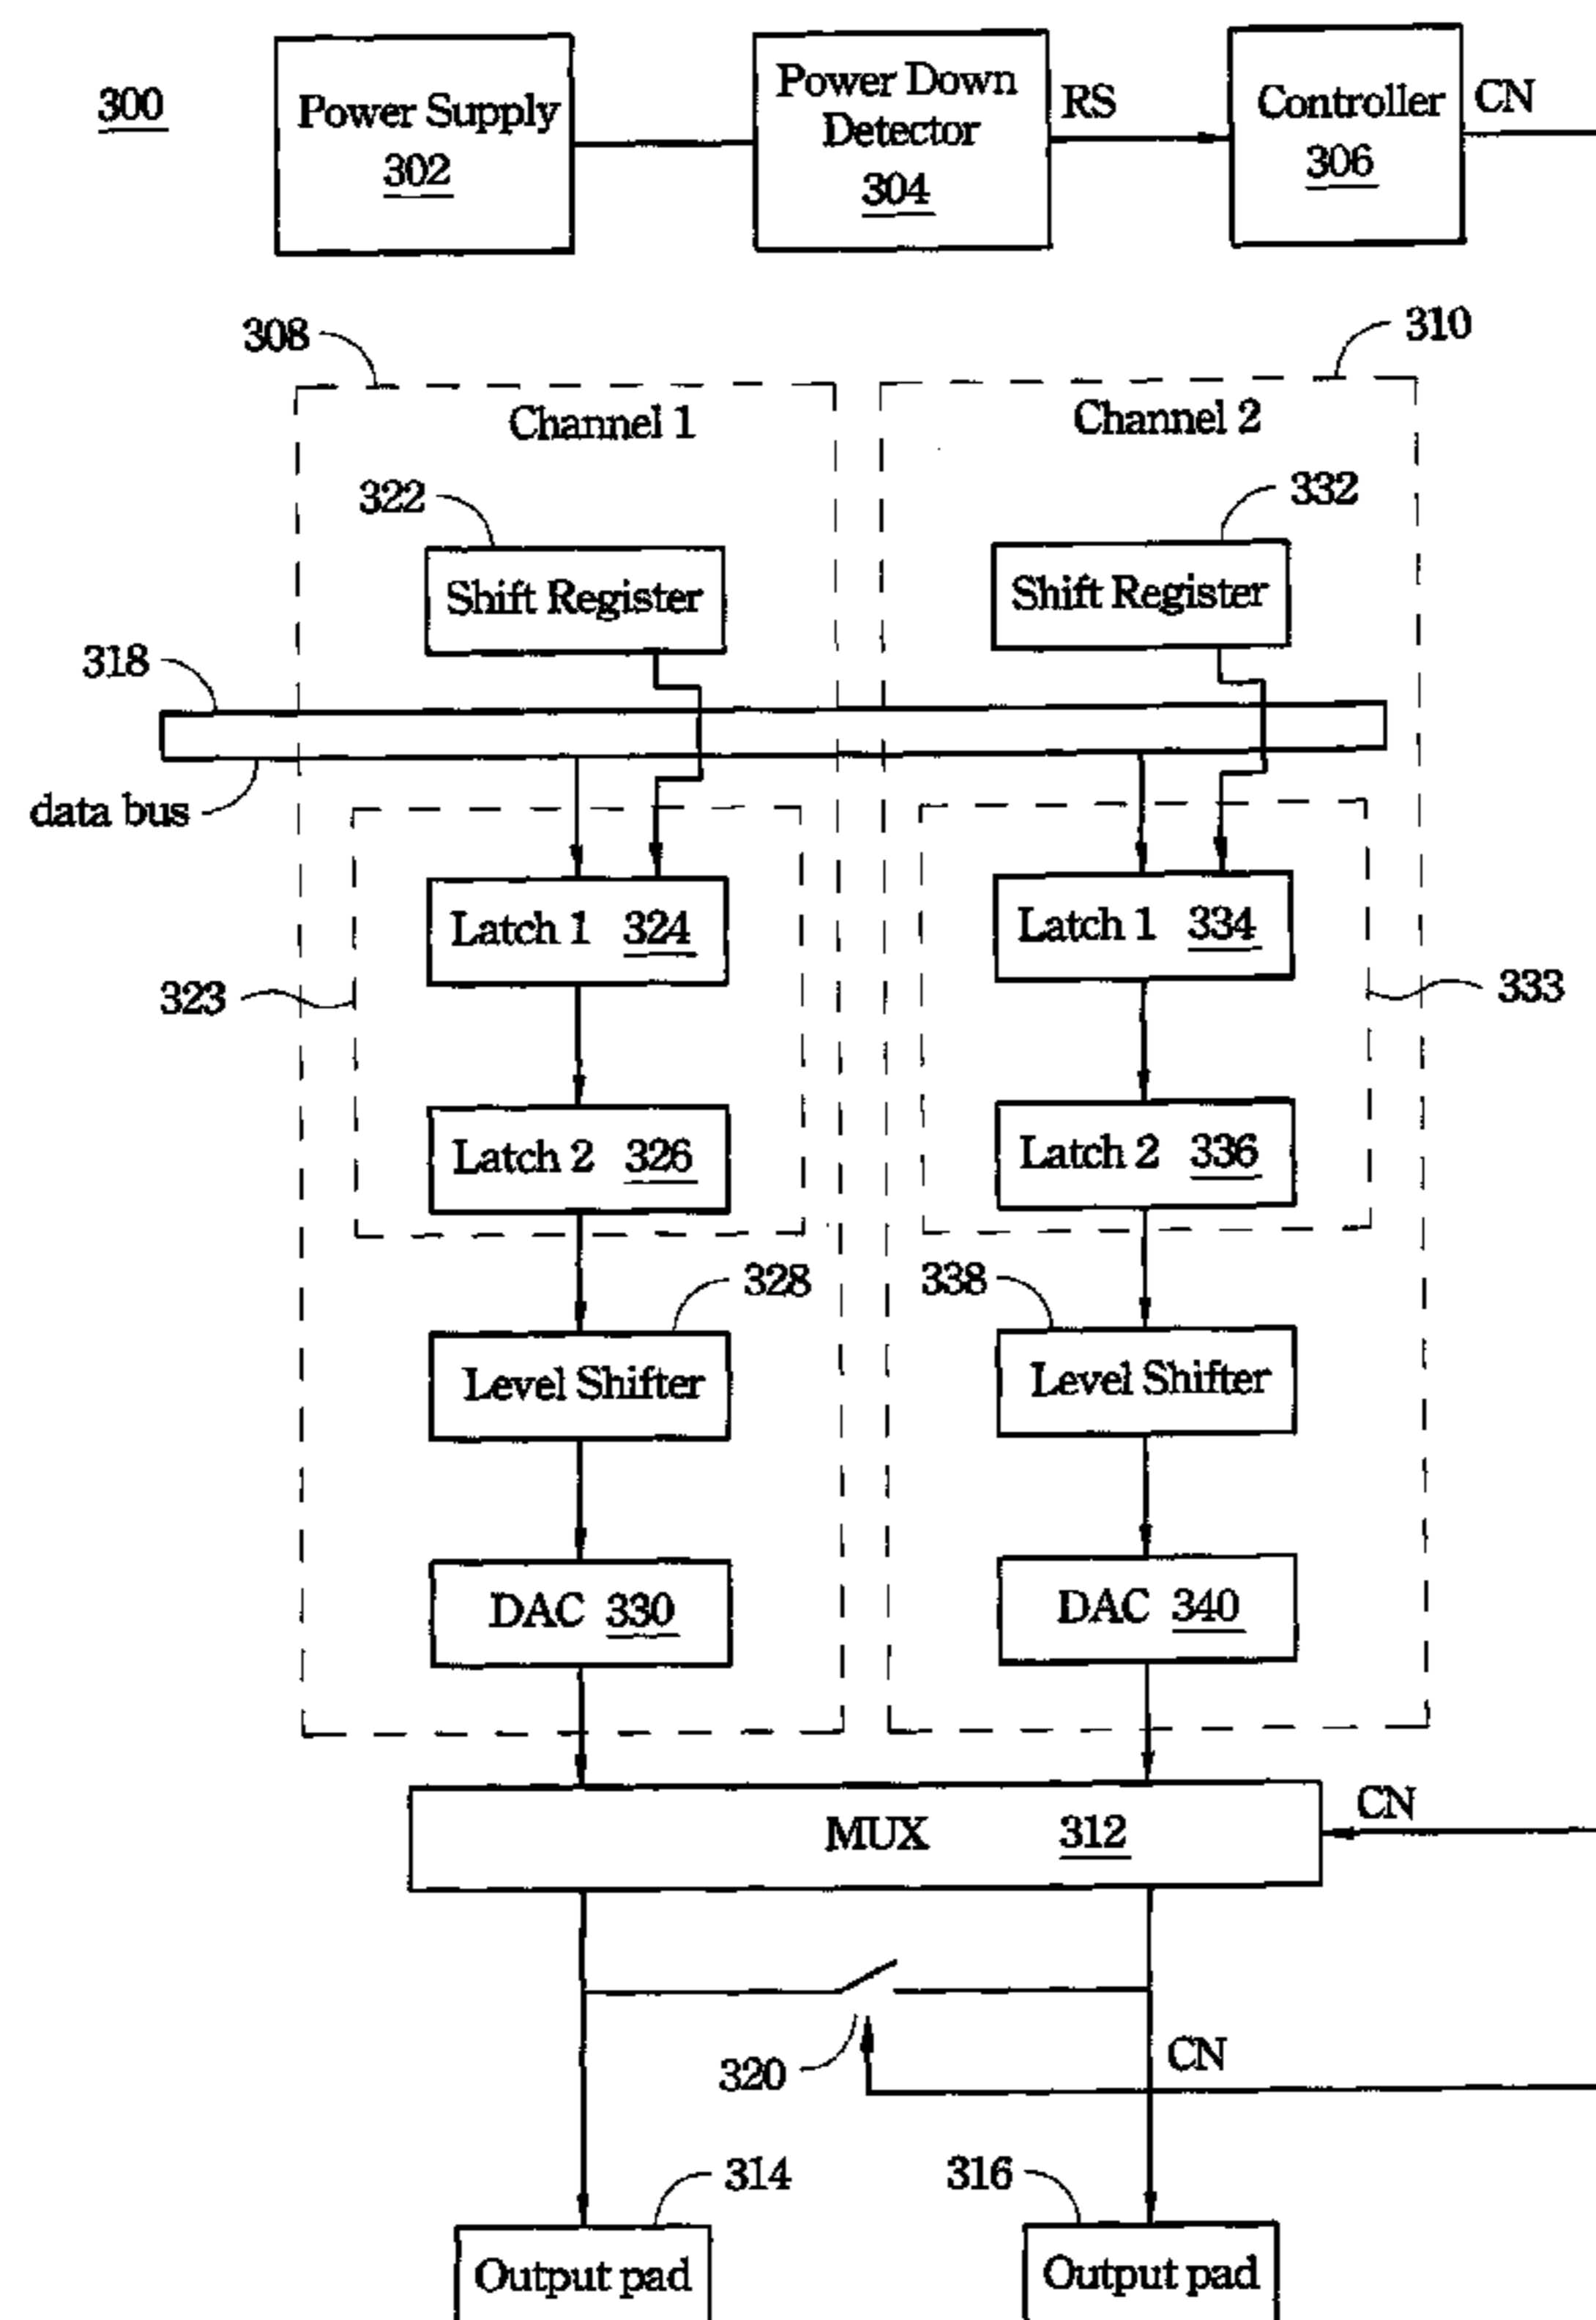 300
Power Supply
302
Power Down
Detector
304
RS
Controller
306
CN
308
310
Channel 1
Channel 2
322
332
Shift Register
Shift Register
318
data bus
Latch 1 324
Latch 1 334
323
333
Latch 2 326
Latch 2 336
328
338
Level Shifter
Level Shifter
DAC 330
DAC 340
MUX 312
CN
320
CN
314
316
Output pad
Output pad